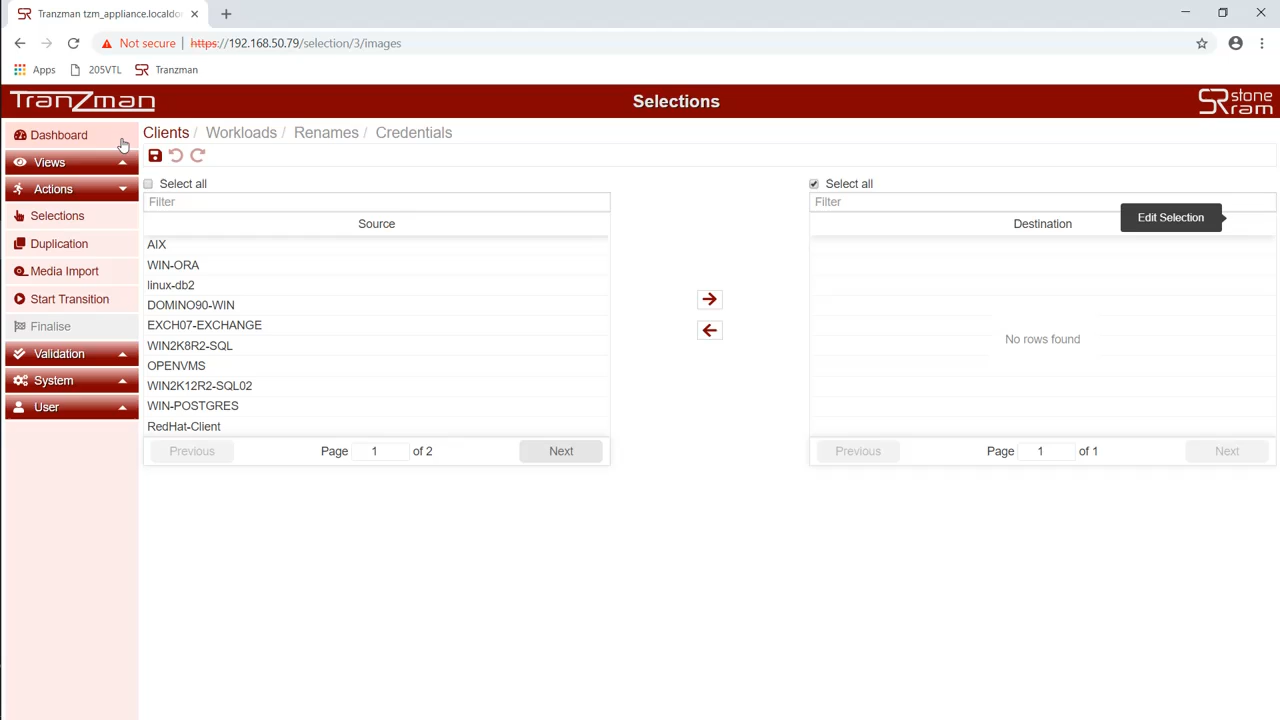 Tranzman tzm_appliance.localdo
Not secure | https://192.168.50.79/selection/3/images
Apps 205VTL Tranzman
TranZman Selections SR stone ram
Dashboard
Views
Actions
Selections
Duplication
Media Import
Start Transition
Finalise
Validation
System
User
Clients / Workloads / Renames / Credentials
Select all
Filter
Source
AIX
WIN-ORA
linux-db2
DOMINO90-WIN
EXCH07-EXCHANGE
WIN2K8R2-SQL
OPENVMS
WIN2K12R2-SQL02
WIN-POSTGRES
RedHat-Client
Previous Page 1 of 2 Next
Select all
Filter
Destination
Edit Selection
No rows found
Previous Page 1 of 1 Next